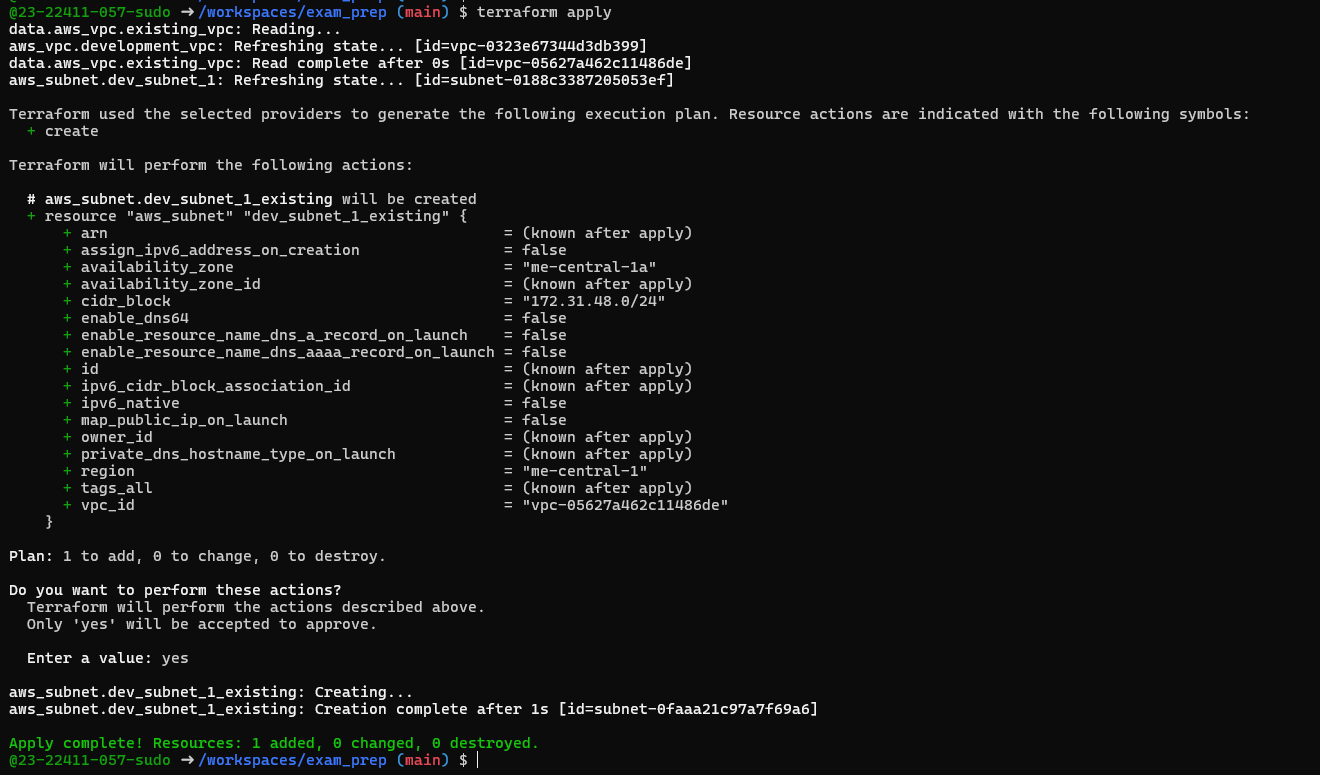 @23-22411-057-sudo → /workspaces/exam_prep (main) $ terraform apply
data.aws_vpc.existing_vpc: Reading...
aws_vpc.development_vpc: Refreshing state... [id=vpc-0323e67344d3db399]
data.aws_vpc.existing_vpc: Read complete after 0s [id=vpc-05627a462c11486de]
aws_subnet.dev_subnet_1: Refreshing state... [id=subnet-0188c3387205053ef]

Terraform used the selected providers to generate the following execution plan. Resource actions are indicated with the following symbols:
  + create

Terraform will perform the following actions:

  # aws_subnet.dev_subnet_1_existing will be created
  + resource "aws_subnet" "dev_subnet_1_existing" {
      + arn                                            = (known after apply)
      + assign_ipv6_address_on_creation                = false
      + availability_zone                              = "me-central-1a"
      + availability_zone_id                           = (known after apply)
      + cidr_block                                     = "172.31.48.0/24"
      + enable_dns64                                   = false
      + enable_resource_name_dns_a_record_on_launch    = false
      + enable_resource_name_dns_aaaa_record_on_launch = false
      + id                                             = (known after apply)
      + ipv6_cidr_block_association_id                 = (known after apply)
      + ipv6_native                                    = false
      + map_public_ip_on_launch                        = false
      + owner_id                                       = (known after apply)
      + private_dns_hostname_type_on_launch            = (known after apply)
      + region                                         = "me-central-1"
      + tags_all                                       = (known after apply)
      + vpc_id                                         = "vpc-05627a462c11486de"
    }

Plan: 1 to add, 0 to change, 0 to destroy.

Do you want to perform these actions?
  Terraform will perform the actions described above.
  Only 'yes' will be accepted to approve.

  Enter a value: yes

aws_subnet.dev_subnet_1_existing: Creating...
aws_subnet.dev_subnet_1_existing: Creation complete after 1s [id=subnet-0faaa21c97a7f69a6]

Apply complete! Resources: 1 added, 0 changed, 0 destroyed.
@23-22411-057-sudo → /workspaces/exam_prep (main) $